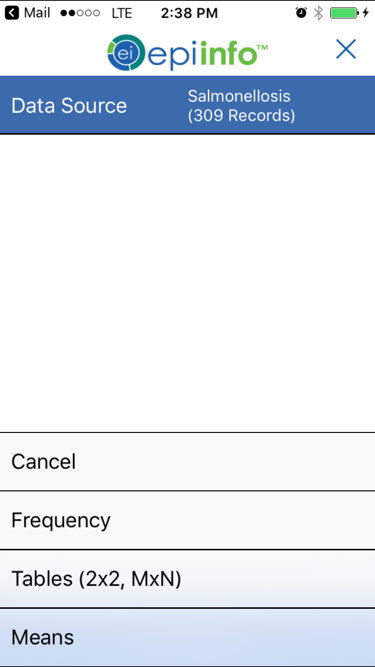 Mail LTE 2:38 PM
ei epiinfo™
Data Source
Salmonellosis
(309 Records)
Cancel
Frequency
Tables (2x2, MxN)
Means